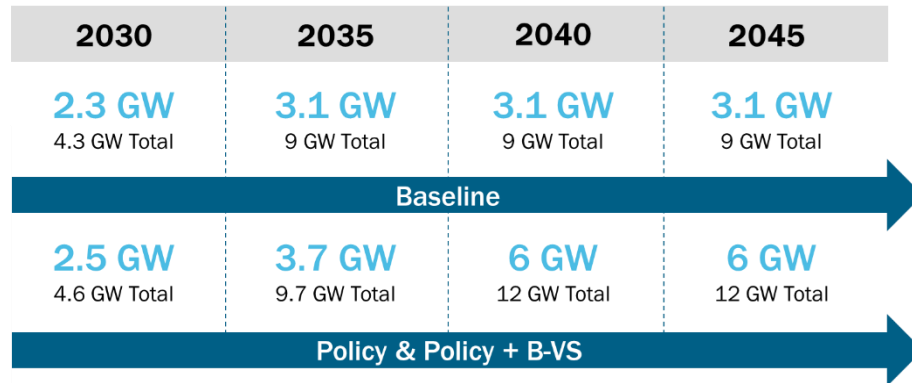 2030 2035 2040 2045
2.3 GW 3.1 GW 3.1 GW 3.1 GW
4.3 GW Total 9 GW Total 9 GW Total 9 GW Total
Baseline
2.5 GW 3.7 GW 6 GW 6 GW
4.6 GW Total 9.7 GW Total 12 GW Total 12 GW Total
Policy & Policy + B-VS